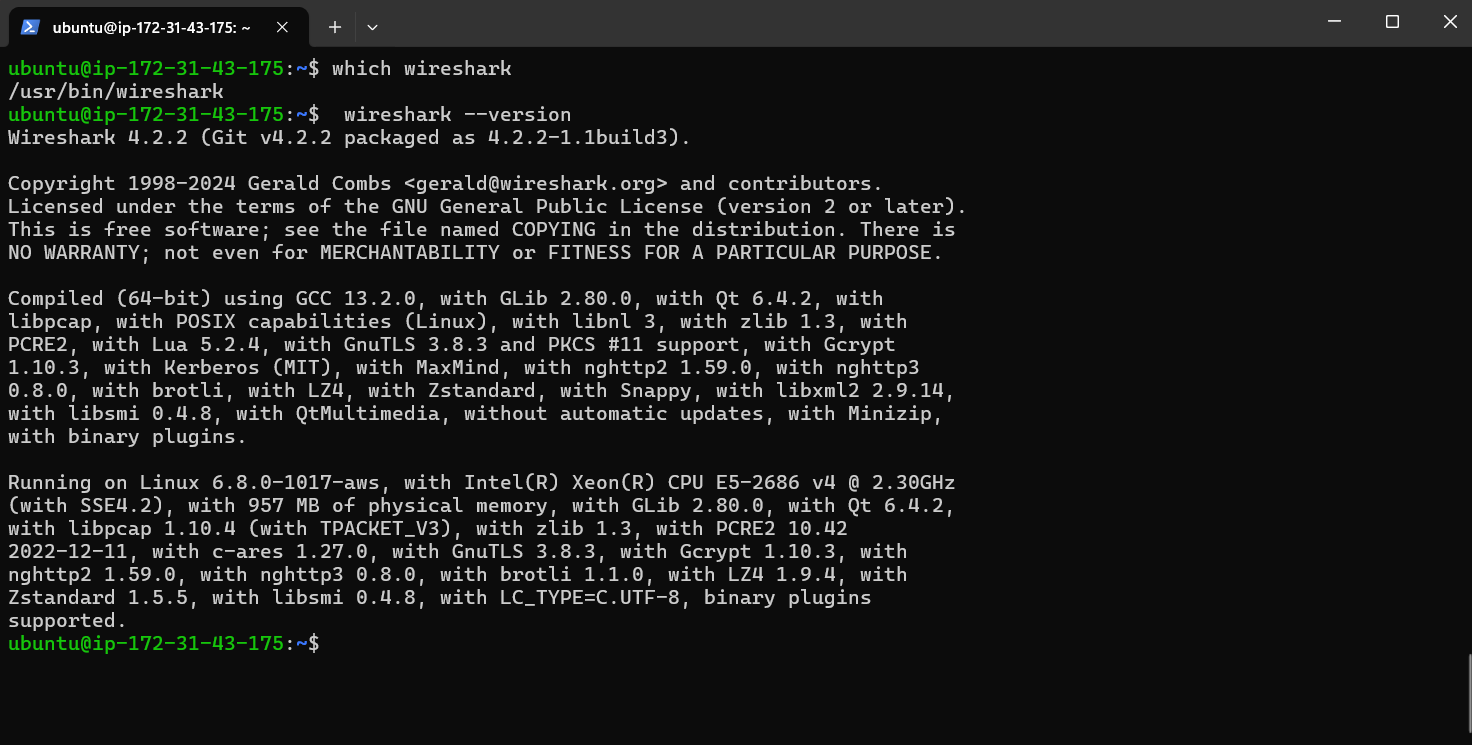 ubuntu@ip-172-31-43-175: ~
ubuntu@ip-172-31-43-175:~$ which wireshark
/usr/bin/wireshark
ubuntu@ip-172-31-43-175:~$  wireshark --version
Wireshark 4.2.2 (Git v4.2.2 packaged as 4.2.2-1.1build3).

Copyright 1998-2024 Gerald Combs <gerald@wireshark.org> and contributors.
Licensed under the terms of the GNU General Public License (version 2 or later).
This is free software; see the file named COPYING in the distribution. There is
NO WARRANTY; not even for MERCHANTABILITY or FITNESS FOR A PARTICULAR PURPOSE.

Compiled (64-bit) using GCC 13.2.0, with GLib 2.80.0, with Qt 6.4.2, with
libpcap, with POSIX capabilities (Linux), with libnl 3, with zlib 1.3, with
PCRE2, with Lua 5.2.4, with GnuTLS 3.8.3 and PKCS #11 support, with Gcrypt
1.10.3, with Kerberos (MIT), with MaxMind, with nghttp2 1.59.0, with nghttp3
0.8.0, with brotli, with LZ4, with Zstandard, with Snappy, with libxml2 2.9.14,
with libsmi 0.4.8, with QtMultimedia, without automatic updates, with Minizip,
with binary plugins.

Running on Linux 6.8.0-1017-aws, with Intel(R) Xeon(R) CPU E5-2686 v4 @ 2.30GHz
(with SSE4.2), with 957 MB of physical memory, with GLib 2.80.0, with Qt 6.4.2,
with libpcap 1.10.4 (with TPACKET_V3), with zlib 1.3, with PCRE2 10.42
2022-12-11, with c-ares 1.27.0, with GnuTLS 3.8.3, with Gcrypt 1.10.3, with
nghttp2 1.59.0, with nghttp3 0.8.0, with brotli 1.1.0, with LZ4 1.9.4, with
Zstandard 1.5.5, with libsmi 0.4.8, with LC_TYPE=C.UTF-8, binary plugins
supported.
ubuntu@ip-172-31-43-175:~$